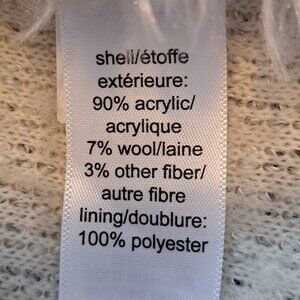 shell/étoffe
extérieure:
90% acrylic/
acrylique
7% wool/laine
3% other fiber/
autre fibre
lining/doublure:
100% polyester